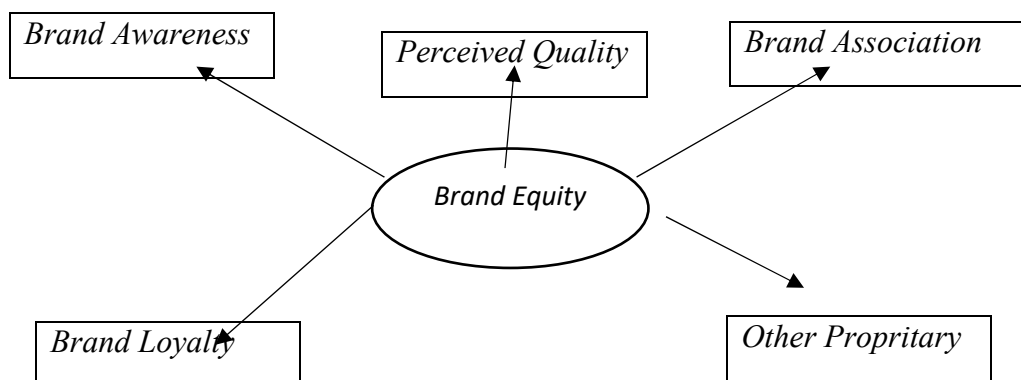 Brand Awareness
Perceived Quality
Brand Association
Brand Equity
Brand Loyalty
Other Propritary